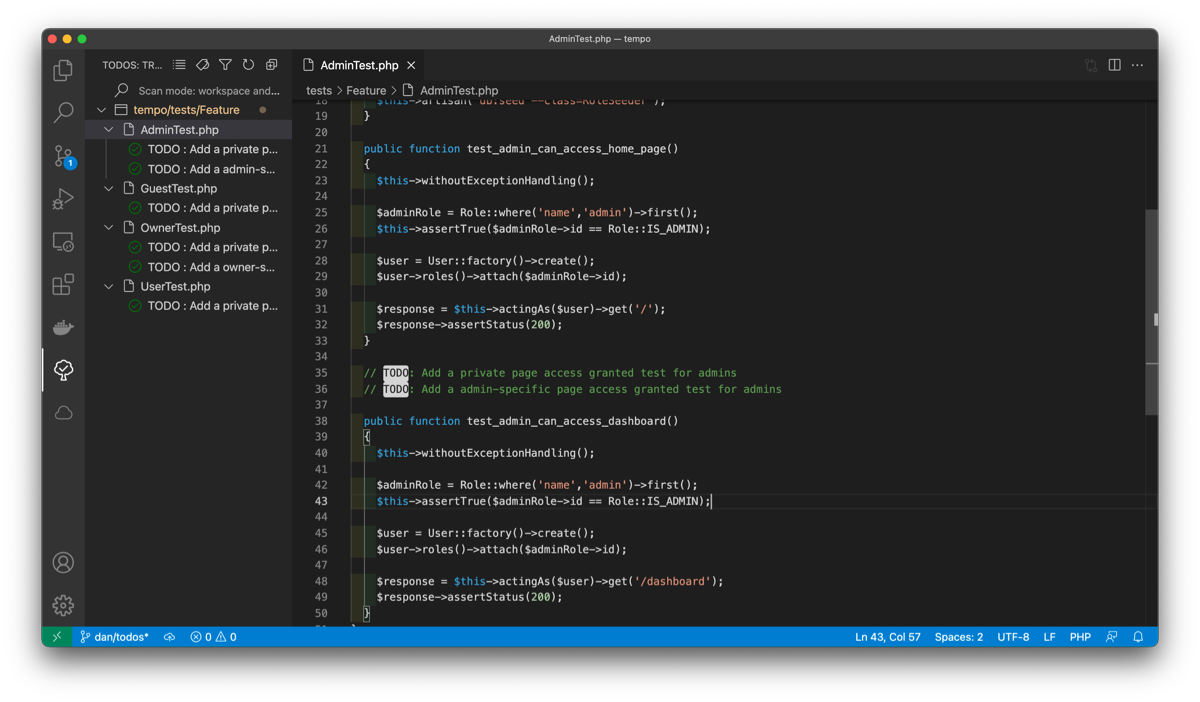 AdminTest.php — tempo
TODOS: TR...
AdminTest.php
Scan mode: workspace and...
tests > Feature > AdminTest.php
tempo/tests/Feature
AdminTest.php
TODO : Add a private p...
TODO : Add a admin-s...
GuestTest.php
TODO : Add a private p...
OwnerTest.php
TODO : Add a private p...
TODO : Add a owner-s...
UserTest.php
TODO : Add a private p...
1
18 $this->artisan('db:seed --class=RoleSeeder');
19 }
20
21 public function test_admin_can_access_home_page()
22 {
23 $this->withoutExceptionHandling();
24
25 $adminRole = Role::where('name','admin')->first();
26 $this->assertTrue($adminRole->id == Role::IS_ADMIN);
27
28 $user = User::factory()->create();
29 $user->roles()->attach($adminRole->id);
30
31 $response = $this->actingAs($user)->get('/');
32 $response->assertStatus(200);
33 }
34
35 // TODO: Add a private page access granted test for admins
36 // TODO: Add a admin-specific page access granted test for admins
37
38 public function test_admin_can_access_dashboard()
39 {
40 $this->withoutExceptionHandling();
41
42 $adminRole = Role::where('name','admin')->first();
43 $this->assertTrue($adminRole->id == Role::IS_ADMIN);
44
45 $user = User::factory()->create();
46 $user->roles()->attach($adminRole->id);
47
48 $response = $this->actingAs($user)->get('/dashboard');
49 $response->assertStatus(200);
50 }
dan/todos* 0 0 Ln 43, Col 57 Spaces: 2 UTF-8 LF PHP